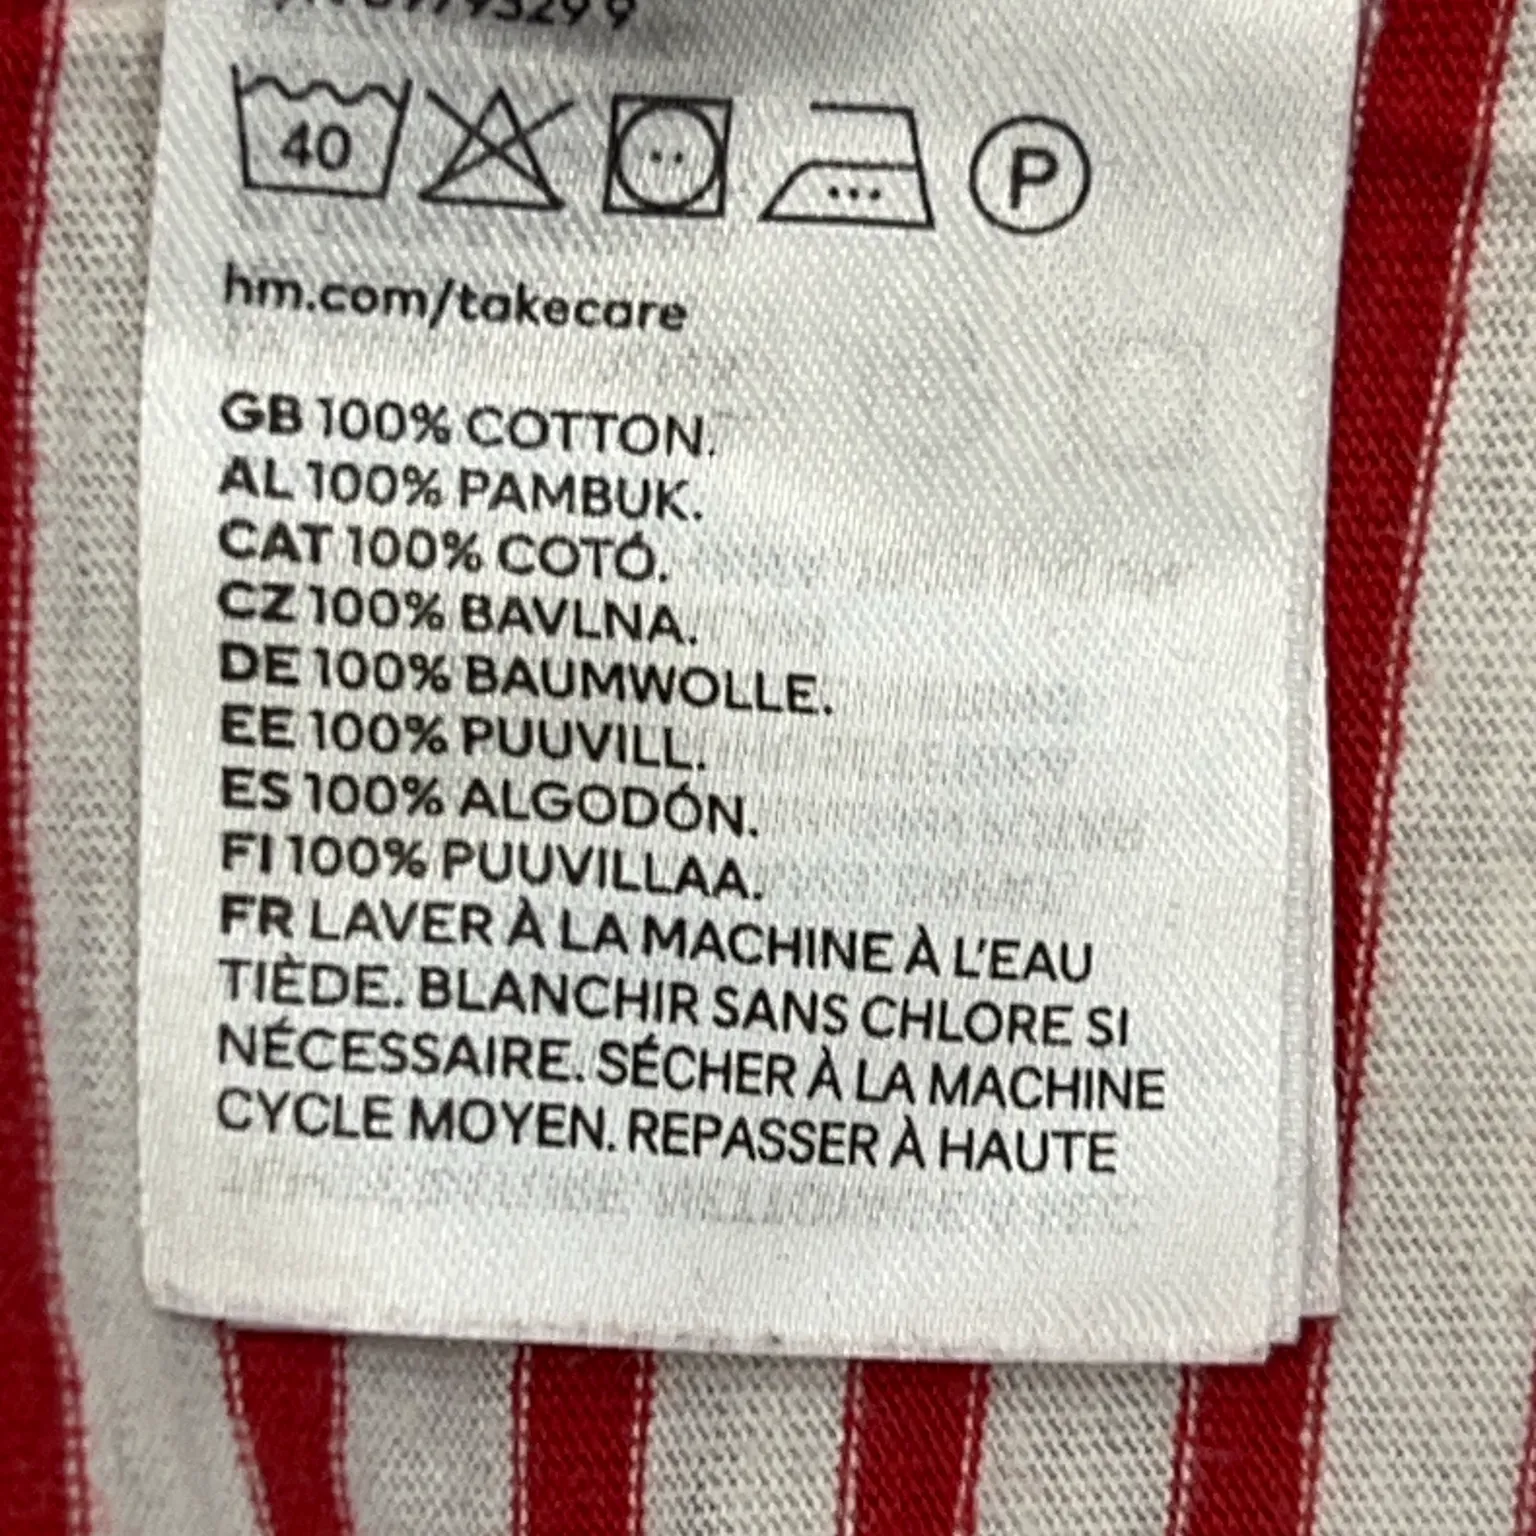 40
P
hm.com/takecare
GB 100% COTTON.
AL 100% PAMBUK.
CAT 100% COTÓ.
CZ 100% BAVLNA.
DE 100% BAUMWOLLE.
EE 100% PUUVILL.
ES 100% ALGODÓN.
FI 100% PUUVILLAA.
FR LAVER À LA MACHINE À L'EAU
TIÈDE. BLANCHIR SANS CHLORE SI
NÉCESSAIRE. SÉCHER À LA MACHINE
CYCLE MOYEN. REPASSER À HAUTE